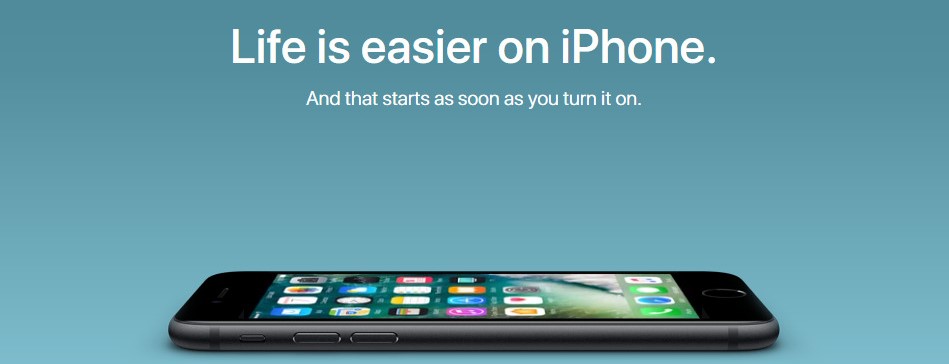 Life is easier on iPhone.
And that starts as soon as you turn it on.